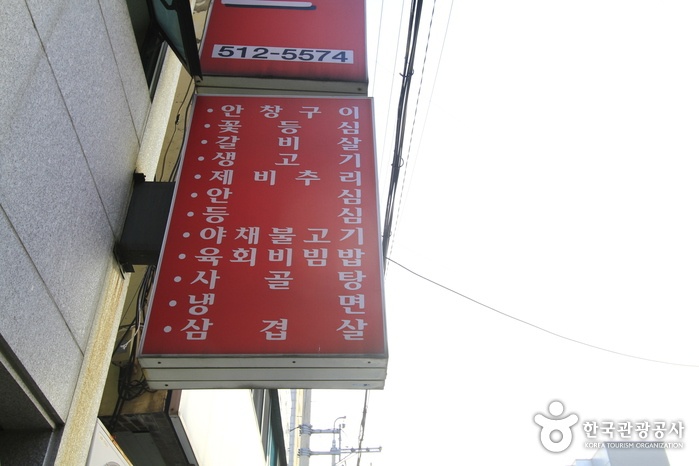 512-5574
·안창구이
·꽃등심
·갈비살
·생고기
·제비추리
·안심
·등심
·야채불고기
·육회비빔밥
·사골탕
·냉면
·삼겹살
한국관광공사
KOREA TOURISM ORGANIZATION